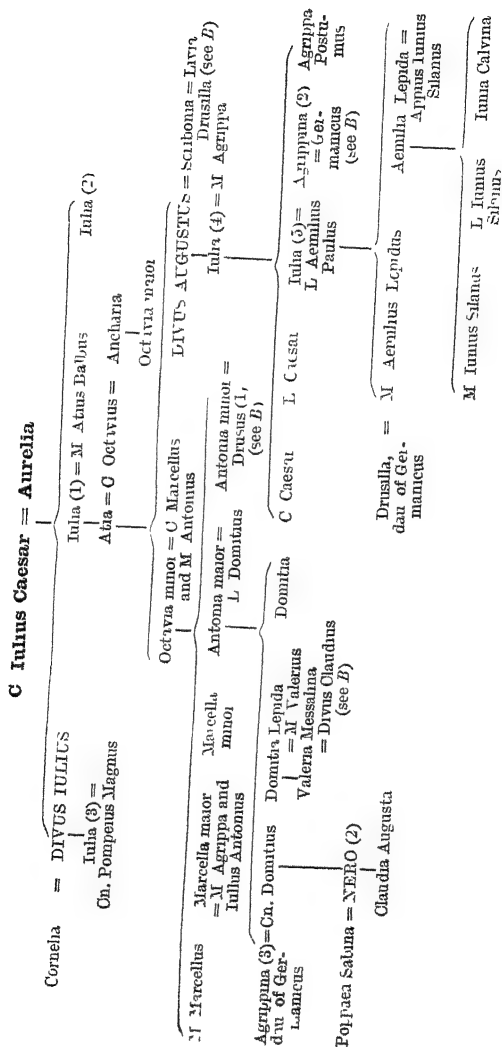 C Iulius Caesar = Aurelia
Cornelia = DIVUS IULIUS
Iulia (3) =
Cn. Pompeius Magnus
Iulia (1) = M Atius Balbus
Atia = C Octavius = Ancharia
Octavia maior
Iulia (2)
Octavia minor = C Marcellus
and M Antonius
DIVUS AUGUSTUS = Scribonia = Livia
Drusilla (see B)
Iulia (4) = M Agrippa
M Marcellus
Marcella maior
= M Agrippa and
Iullus Antonius
Marcella
minor
Antonia maior =
L Domitius
Antonia minor =
Drusus (1,
(see B)
C Caesar
L Caesar
Iulia (5) =
L Aemilius
Paulus
Agrippina (2)
= Ger-
manicus
(see B)
Agrippa
Postu-
mus
Agrippina (3) = Cn. Domitius
dau of Ger-
manicus
Domitia Lepida
= M Valerius
Valeria Messalina
= Divus Claudius
(see B)
Domitia
Drusilla, =
dau of Ger-
manicus
M Aemilius Lepidus
Aemilia Lepida =
Appius Iunius
Silanus
Poppaea Sabina = NERO (2)
Claudia Augusta
M Iunius Silanus
L Iunius
Silanus
Iunia Calvina